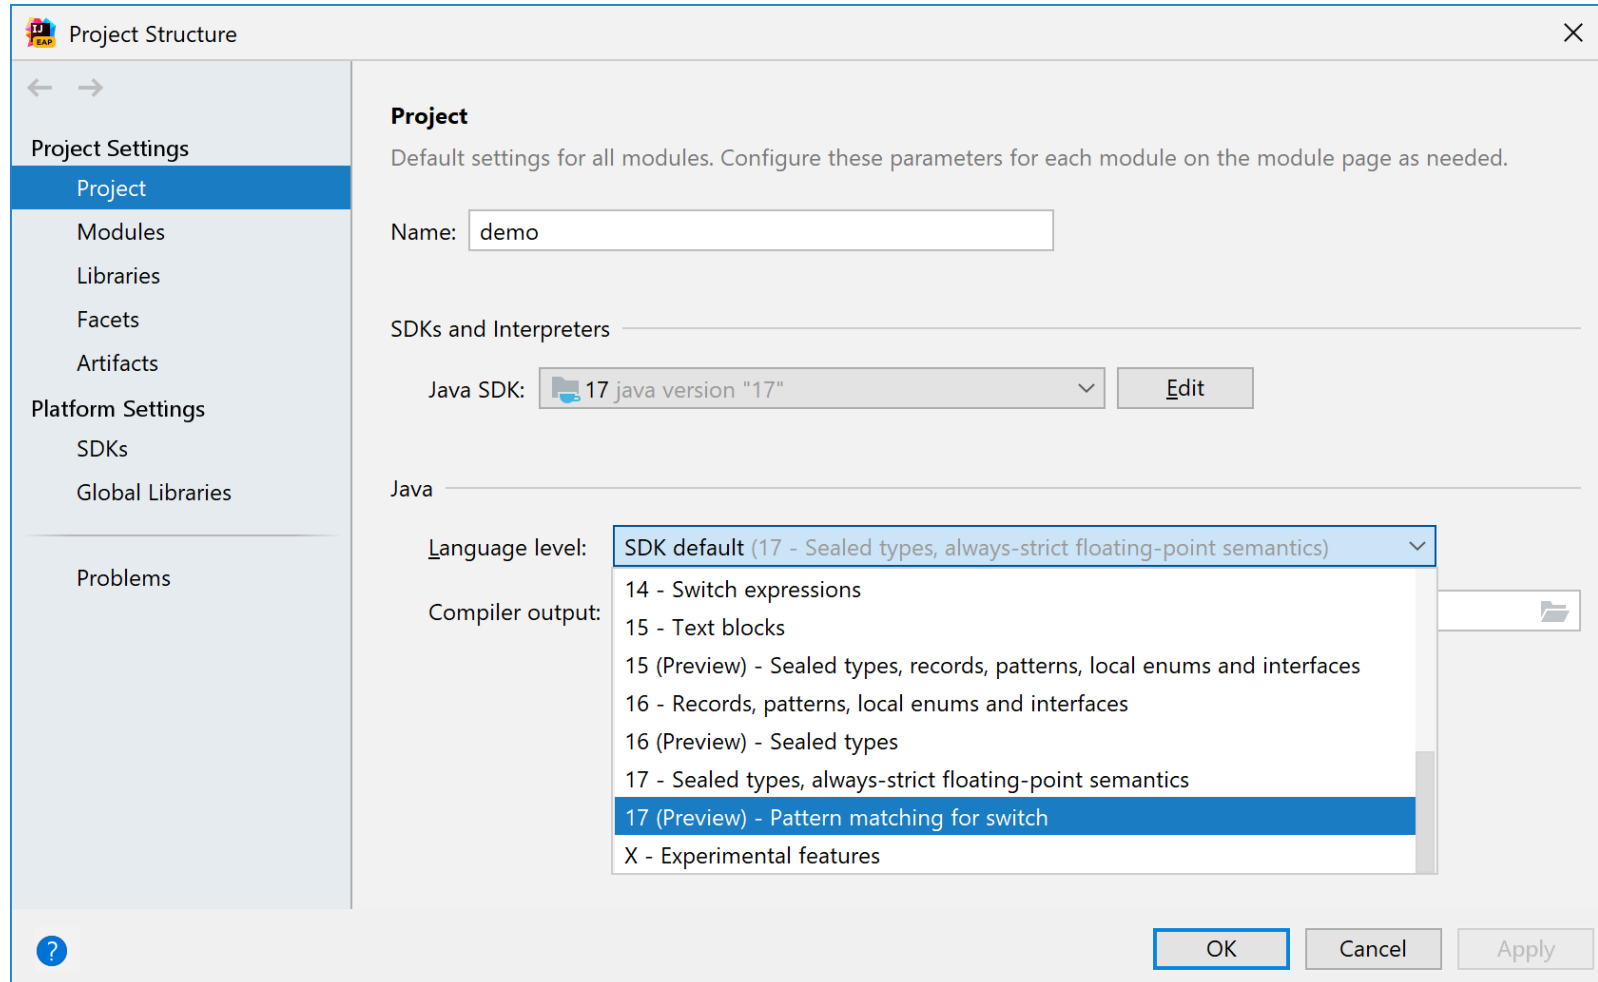 IJ
EAP
Project Structure
Project Settings
Project
Modules
Libraries
Facets
Artifacts
Platform Settings
SDKs
Global Libraries
Problems
Project
Default settings for all modules. Configure these parameters for each module on the module page as needed.
Name: demo
SDKs and Interpreters
Java SDK: 17 java version "17" Edit
Java
Language level: SDK default (17 - Sealed types, always-strict floating-point semantics)
14 - Switch expressions
Compiler output:
15 - Text blocks
15 (Preview) - Sealed types, records, patterns, local enums and interfaces
16 - Records, patterns, local enums and interfaces
16 (Preview) - Sealed types
17 - Sealed types, always-strict floating-point semantics
17 (Preview) - Pattern matching for switch
X - Experimental features
? OK Cancel Apply